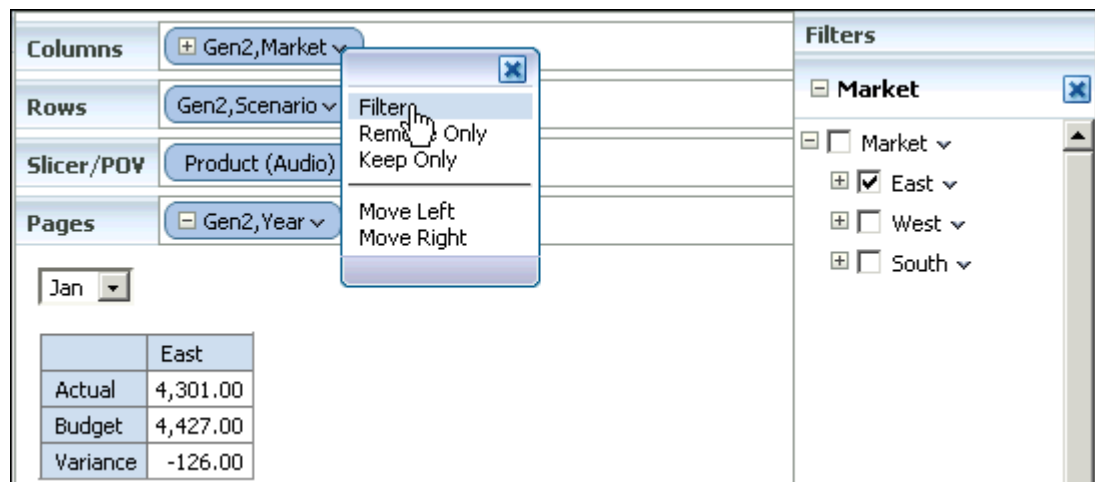 Columns
Gen2,Market
Rows
Gen2,Scenario
Slicer/POV
Product (Audio)
Pages
Gen2,Year
Filter
Only
Keep Only
Move Left
Move Right
Jan
East
Actual 4,301.00
Budget 4,427.00
Variance -126.00
Filters
Market
Market
East
West
South